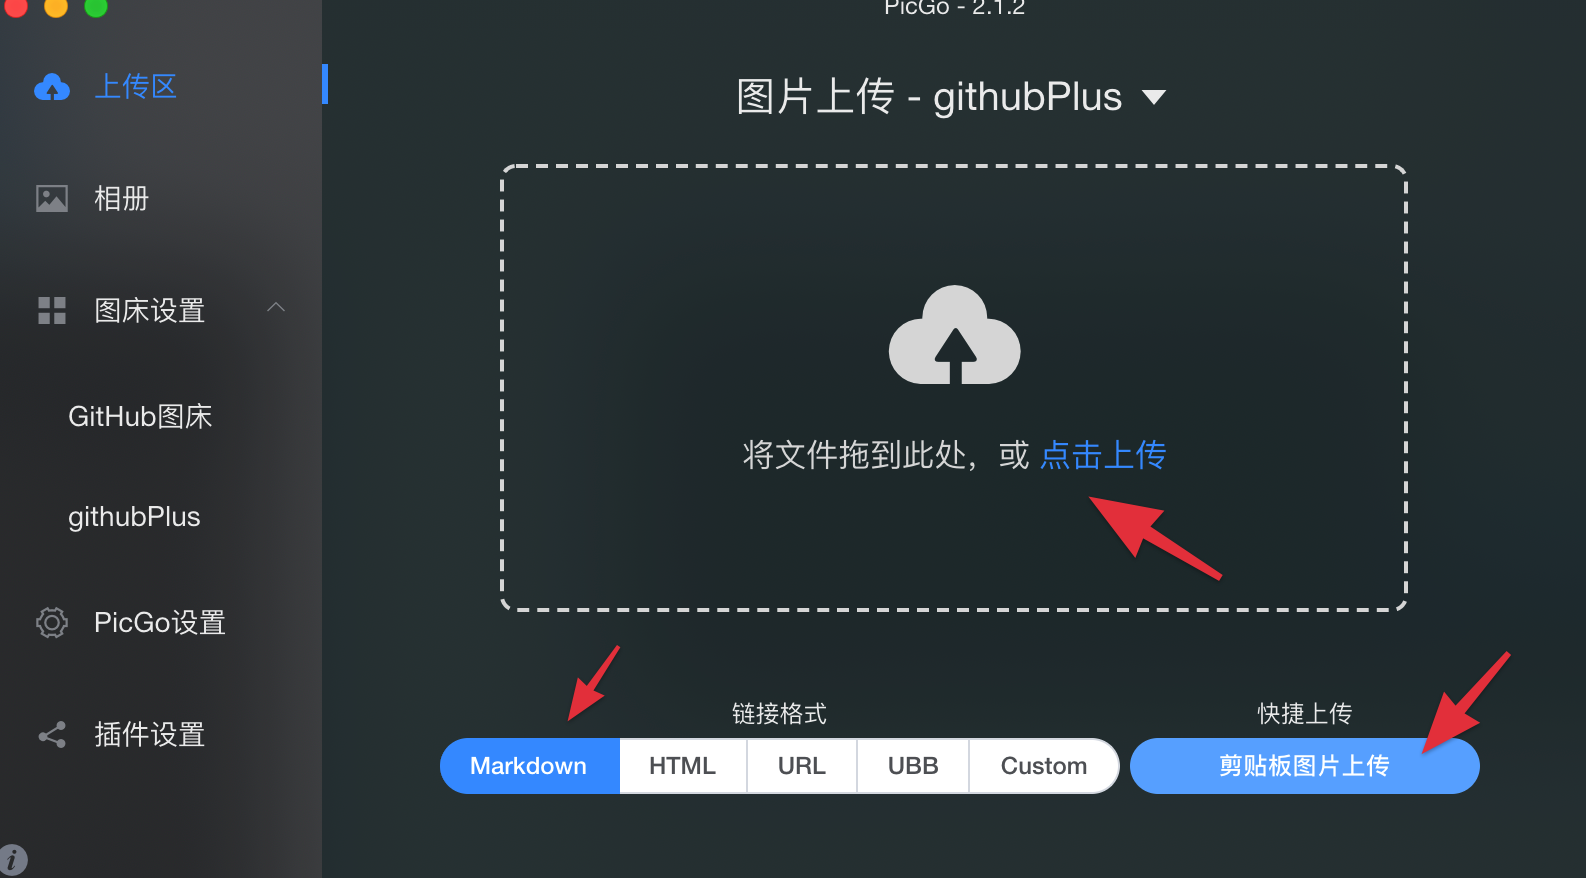 PicGo - 2.1.2
上传区
相册
图床设置
GitHub图床
githubPlus
PicGo设置
插件设置
图片上传 - githubPlus
将文件拖到此处，或 点击上传
链接格式
Markdown HTML URL UBB Custom
快捷上传
剪贴板图片上传